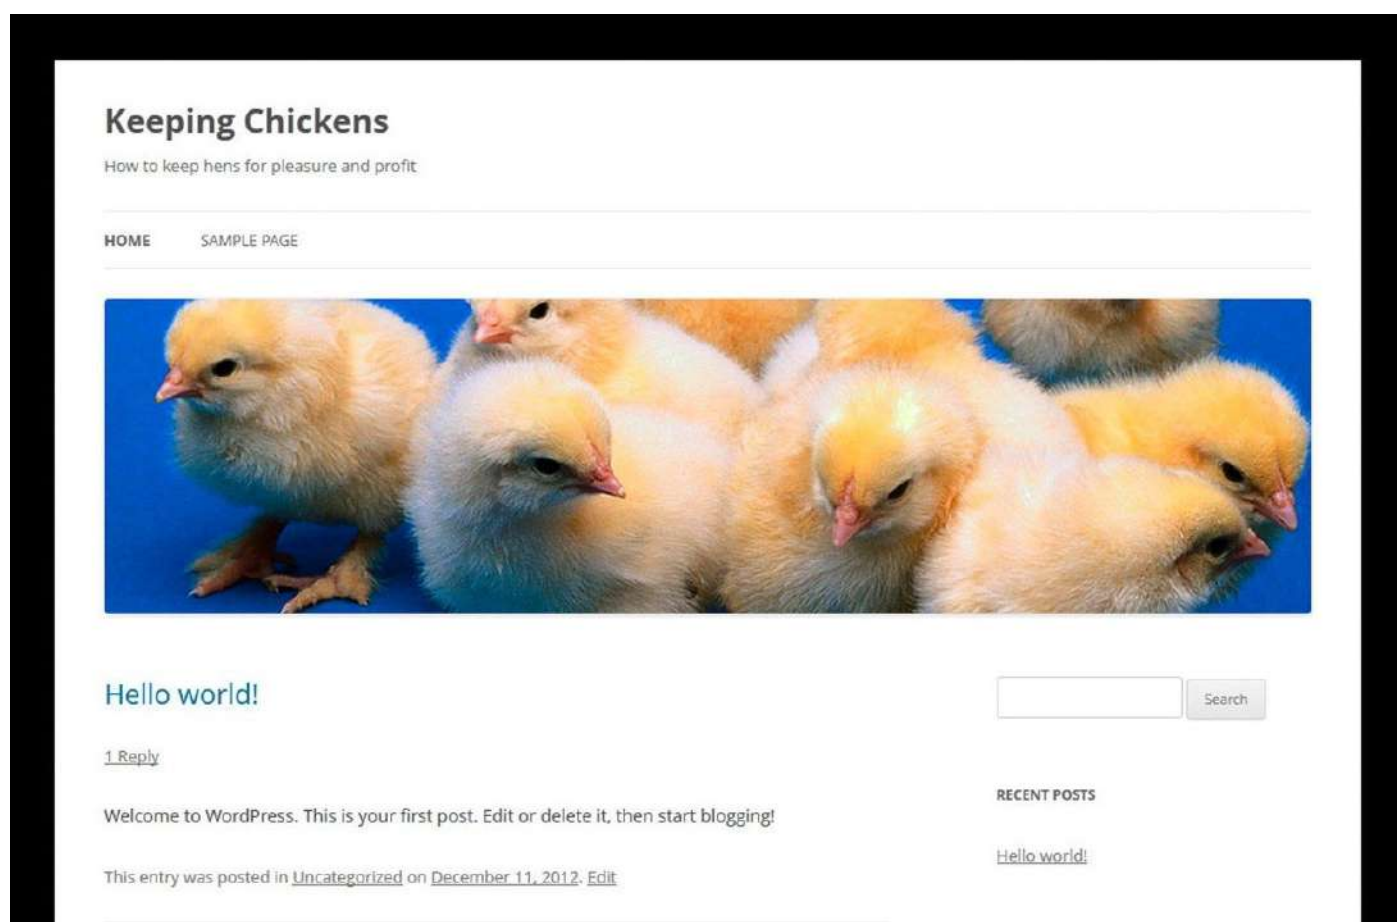 Keeping Chickens
How to keep hens for pleasure and profit
HOME SAMPLE PAGE
Hello world!
1 Reply
Welcome to WordPress. This is your first post. Edit or delete it, then start blogging!
This entry was posted in Uncategorized on December 11, 2012. Edit
Search
RECENT POSTS
Hello world!